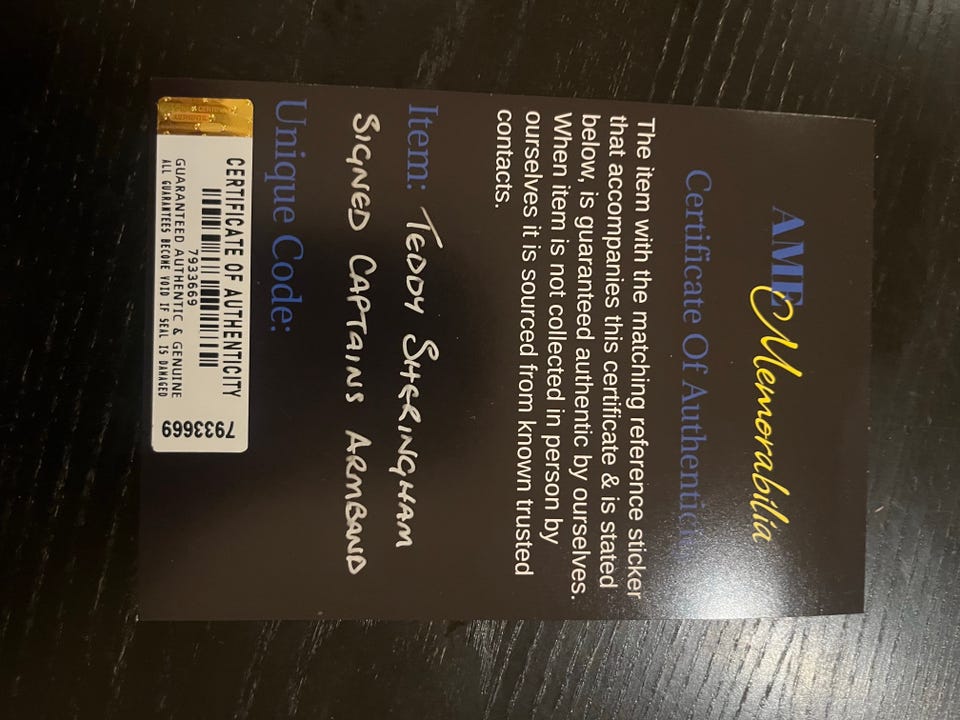 AME Memorabilia
Certificate Of Authentic
The item with the matching reference sticker
that accompanies this certificate & is stated
below, is guaranteed authentic by ourselves.
When item is not collected in person by
ourselves it is sourced from known trusted
contacts.
Item: TEDDY SHERINGHAM
SIGNED CAPTAINS ARMBAND
Unique Code:
CERTIFICATE OF AUTHENTICITY
7933669
GUARANTEED AUTHENTIC & GENUINE
ALL GUARANTEES BECOME VOID IF SEAL IS DAMAGED
7933669